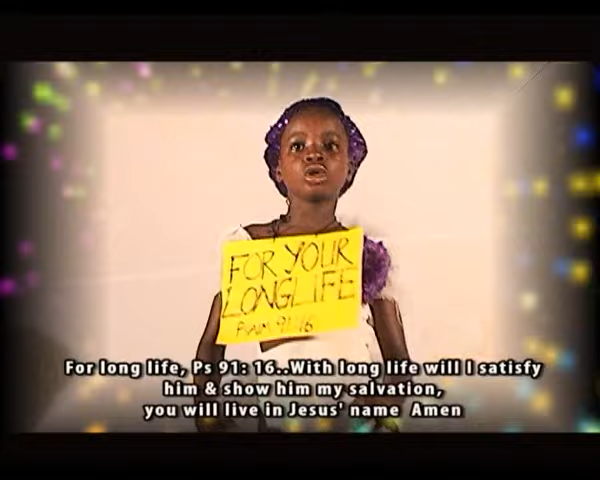 FOR YOUR
LONGLIFE
PSALM 91:16
For long life, Ps 91: 16..With long life will I satisfy
him & show him my salvation,
you will live in Jesus' name  Amen